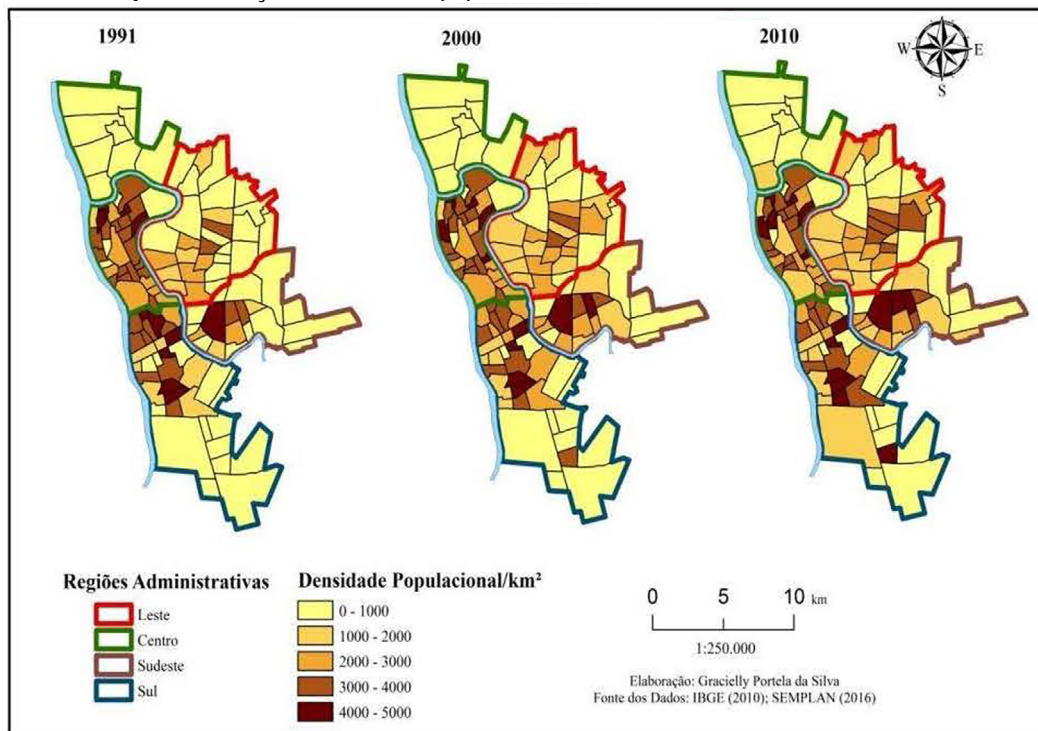 1991
2000
2010
W
E
S
Regiões Administrativas
Leste
Centro
Sudeste
Sul
Densidade Populacional/km²
0 - 1000
1000 - 2000
2000 - 3000
3000 - 4000
4000 - 5000
0 5 10 km
1:250.000
Elaboração: Gracielly Portela da Silva
Fonte dos Dados: IBGE (2010); SEMPLAN (2016)